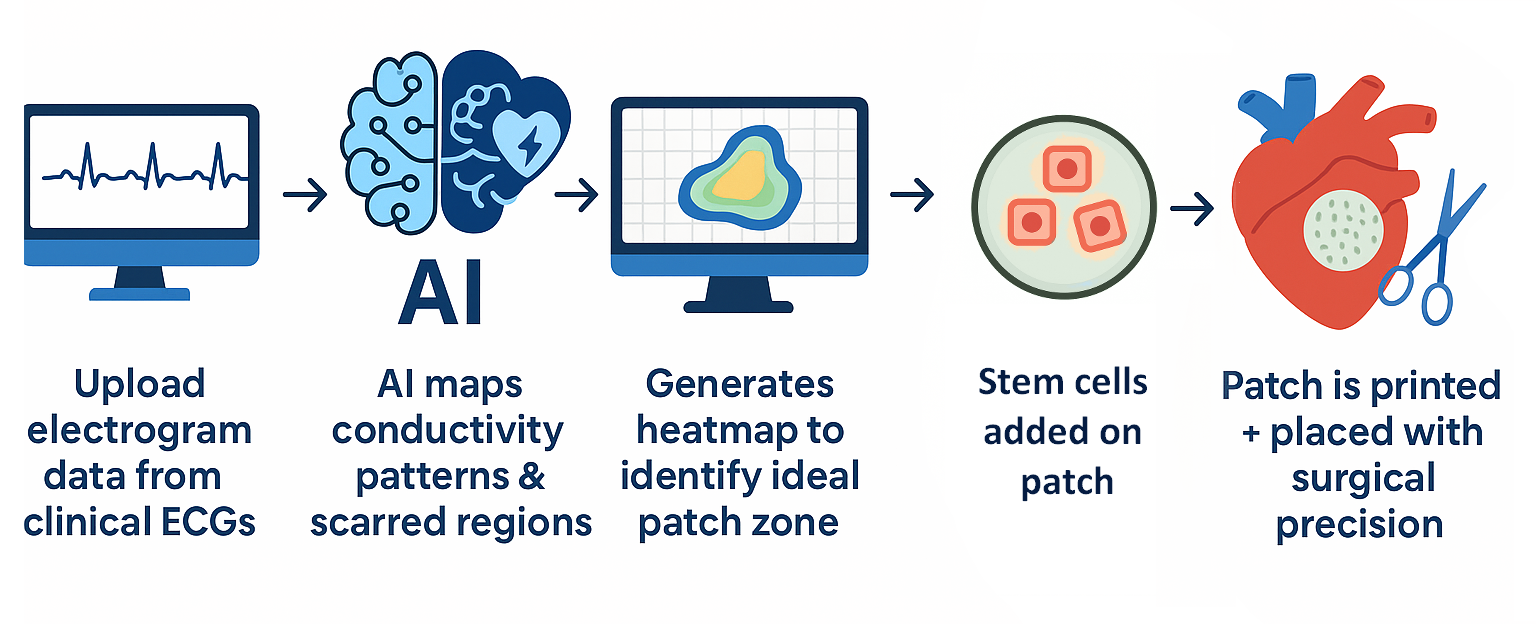 AI
Upload
electrogram
data from
clinical ECGs
AI maps
conductivity
patterns &
scarred regions
Generates
heatmap to
identify ideal
patch zone
Stem cells
added on
patch
Patch is printed
+ placed with
surgical
precision